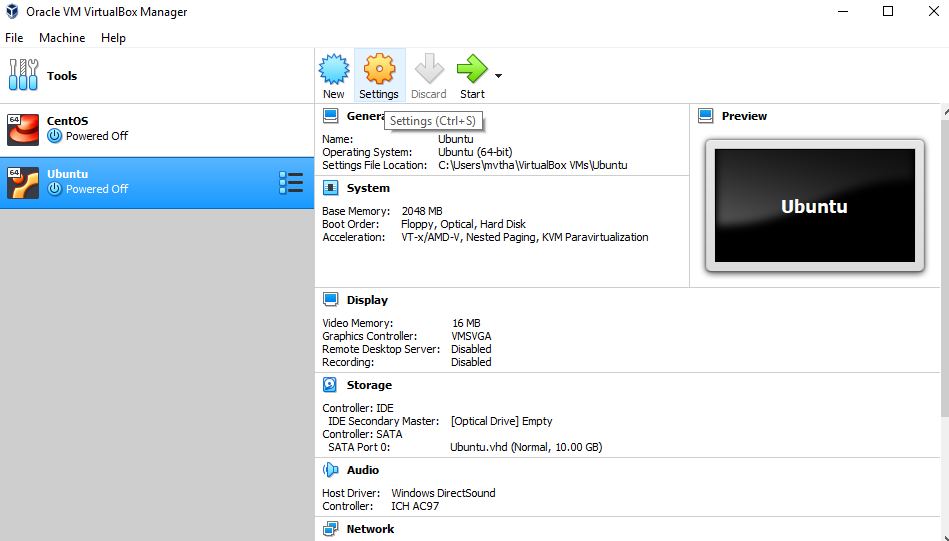 Oracle VM VirtualBox Manager
File Machine Help
Tools
New Settings Discard Start
Settings (Ctrl+S)
64 CentOS
Powered Off
64 Ubuntu
Powered Off
General
Name: Ubuntu
Operating System: Ubuntu (64-bit)
Settings File Location: C:\Users\mvtha\VirtualBox VMs\Ubuntu
System
Base Memory: 2048 MB
Boot Order: Floppy, Optical, Hard Disk
Acceleration: VT-x/AMD-V, Nested Paging, KVM Paravirtualization
Preview
Ubuntu
Display
Video Memory: 16 MB
Graphics Controller: VMSVGA
Remote Desktop Server: Disabled
Recording: Disabled
Storage
Controller: IDE
IDE Secondary Master: [Optical Drive] Empty
Controller: SATA
SATA Port 0: Ubuntu.vhd (Normal, 10.00 GB)
Audio
Host Driver: Windows DirectSound
Controller: ICH AC97
Network